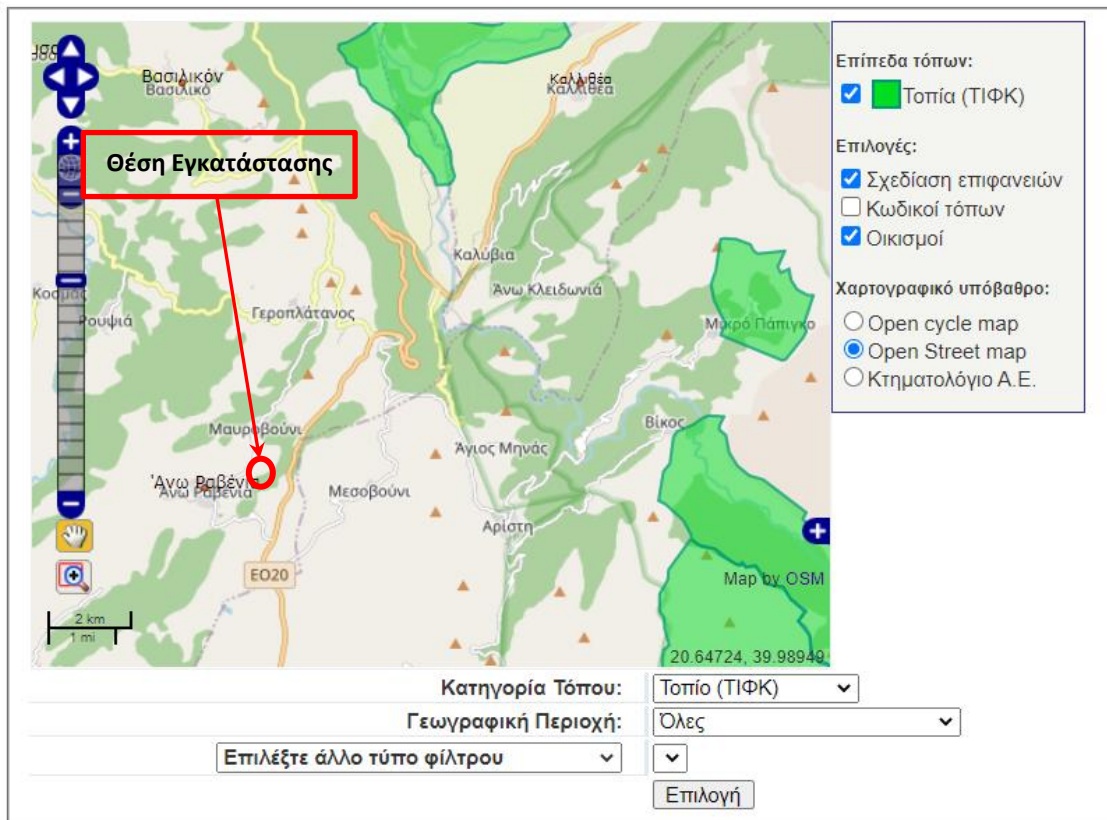 Βασιλικόν
Βασιλικό
Καλλιθέα
Καλλιθέα
Θέση Εγκατάστασης
Καλύβια
Άνω Κλειδωνιά
Κοσμάς
Ρουψιά
Γεροπλάτανος
Μικρό Πάπιγκο
Μαυροβούνι
Βίκος
Άγιος Μηνάς
'Ανω Ραβένια
Άνω Ραβένια
Μεσοβούνι
Αρίστη
ΕΟ20
Map by OSM
2 km
1 mi
20.64724, 39.98949
Επίπεδα τόπων:
Τοπία (ΤΙΦΚ)
Επιλογές:
Σχεδίαση επιφανειών
Κωδικοί τόπων
Οικισμοί
Χαρτογραφικό υπόβαθρο:
Open cycle map
Open Street map
Κτηματολόγιο Α.Ε.
Κατηγορία Τόπου: Τοπίο (ΤΙΦΚ)
Γεωγραφική Περιοχή: Όλες
Επιλέξτε άλλο τύπο φίλτρου
Επιλογή